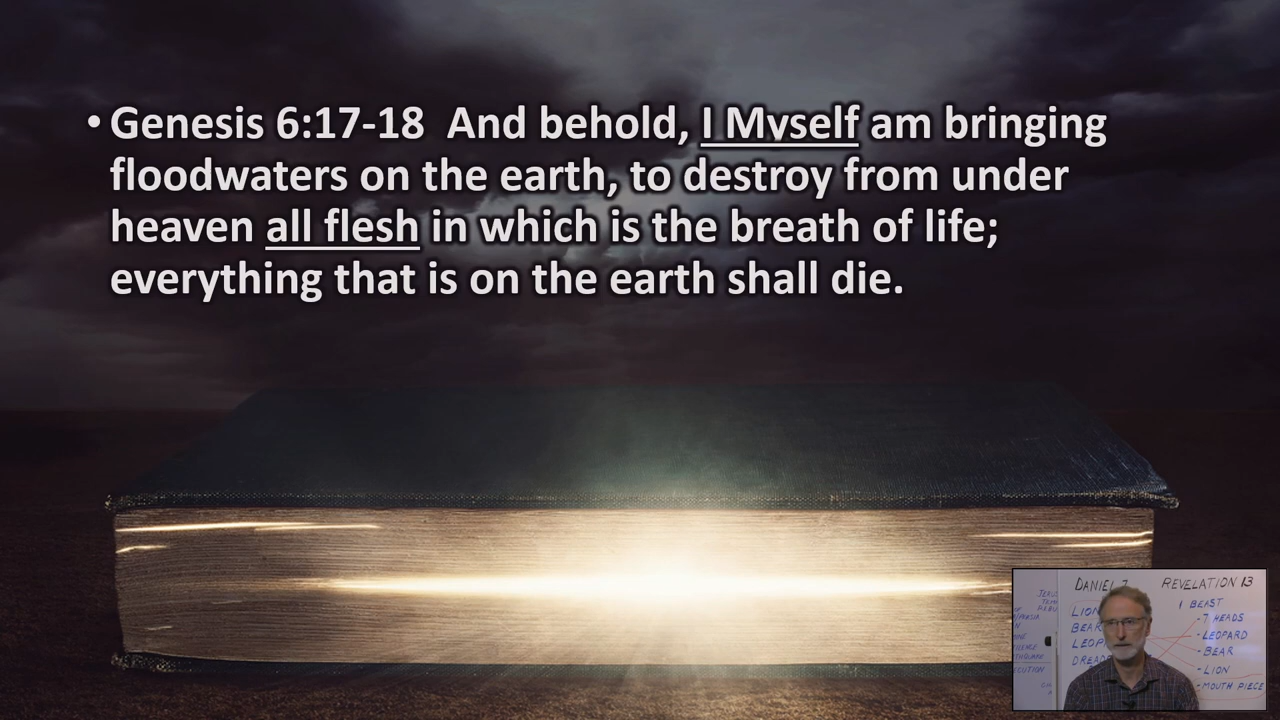 • Genesis 6:17-18  And behold, I Myself am bringing
floodwaters on the earth, to destroy from under
heaven all flesh in which is the breath of life;
everything that is on the earth shall die.
DANIEL 7
LION
BEAR
REVELATION 13
1 BEAST
-7 HEADS
-LEOPARD
-BEAR
-LION
-MOUTH PIECE